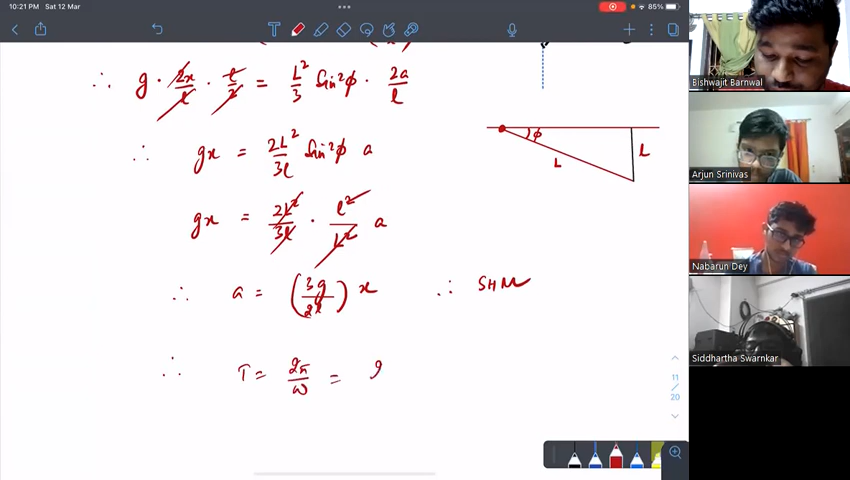 10:21 PM Sat 12 Mar
85%
∴ g · 2x/l · l/2 = L²/3 Sin²φ · 2a/l
∴ gx = 2L²/3l Sin²φ a
gx = 2L²/3l · l²/L² a
∴ a = (3g/2l) x ∴ SHM
∴ T = 2π/ω = 2
φ
L
l
11
/
20
Bishwajit Barnwal
Arjun Srinivas
Nabarun Dey
Siddhartha Swarnkar